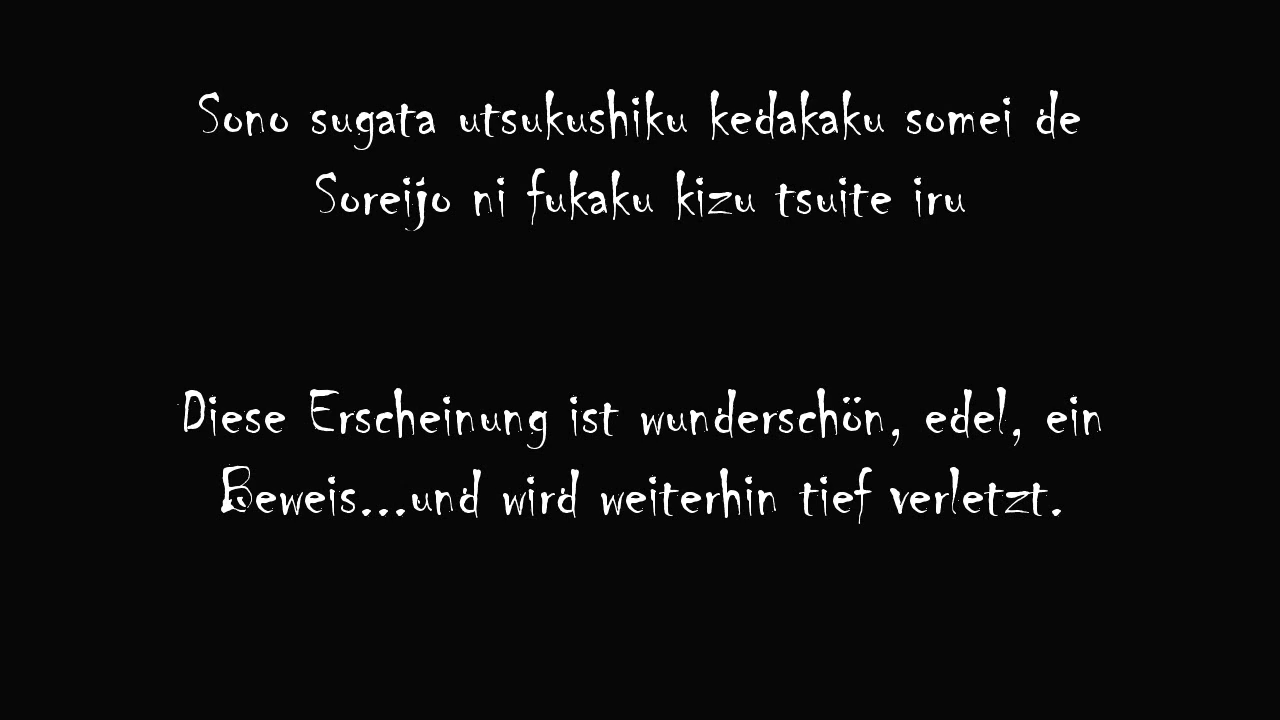 Sono sugata utsukushiku kedakaku somei de
Soreijo ni fukaku kizu tsuite iru
Diese Erscheinung ist wunderschön, edel, ein
Beweis...und wird weiterhin tief verletzt.